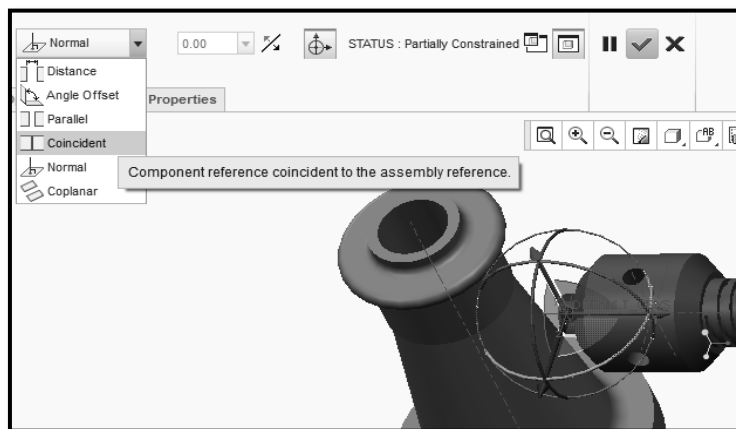 Normal
0.00
STATUS : Partially Constrained
Distance
Angle Offset
Parallel
Coincident
Normal
Coplanar
Properties
Component reference coincident to the assembly reference.
AB